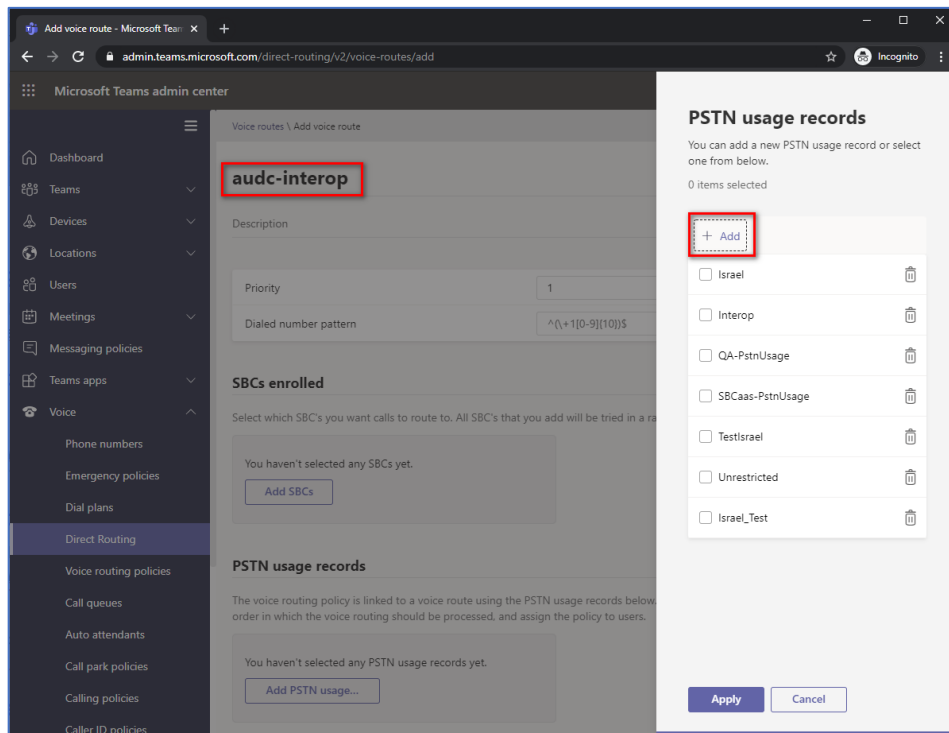 Add voice route - Microsoft Tear
admin.teams.microsoft.com/direct-routing/v2/voice-routes/add
Incognito
Microsoft Teams admin center
Dashboard
Teams
Devices
Locations
Users
Meetings
Messaging policies
Teams apps
Voice
Phone numbers
Emergency policies
Dial plans
Direct Routing
Voice routing policies
Call queues
Auto attendants
Call park policies
Calling policies
Caller ID policies
Voice routes \ Add voice route
audc-interop
Description
Priority
1
Dialed number pattern
^(\+1[0-9]{10})$
SBCs enrolled
Select which SBC's you want calls to route to. All SBC's that you add will be tried in a ra
You haven't selected any SBCs yet.
Add SBCs
PSTN usage records
The voice routing policy is linked to a voice route using the PSTN usage records below.
order in which the voice routing should be processed, and assign the policy to users.
You haven't selected any PSTN usage records yet.
Add PSTN usage...
PSTN usage records
You can add a new PSTN usage record or select
one from below.
0 items selected
+ Add
Israel
Interop
QA-PstnUsage
SBCaas-PstnUsage
TestIsrael
Unrestricted
Israel_Test
Apply
Cancel